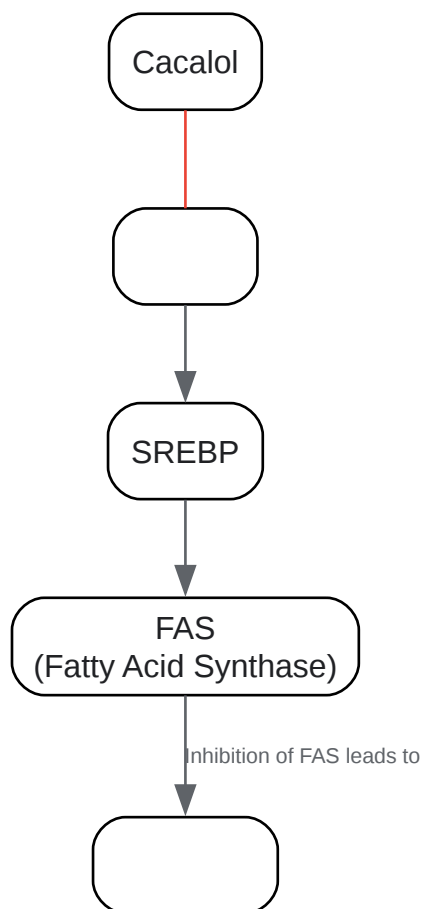 Cacalol
SREBP
FAS
(Fatty Acid Synthase)
Inhibition of FAS leads to